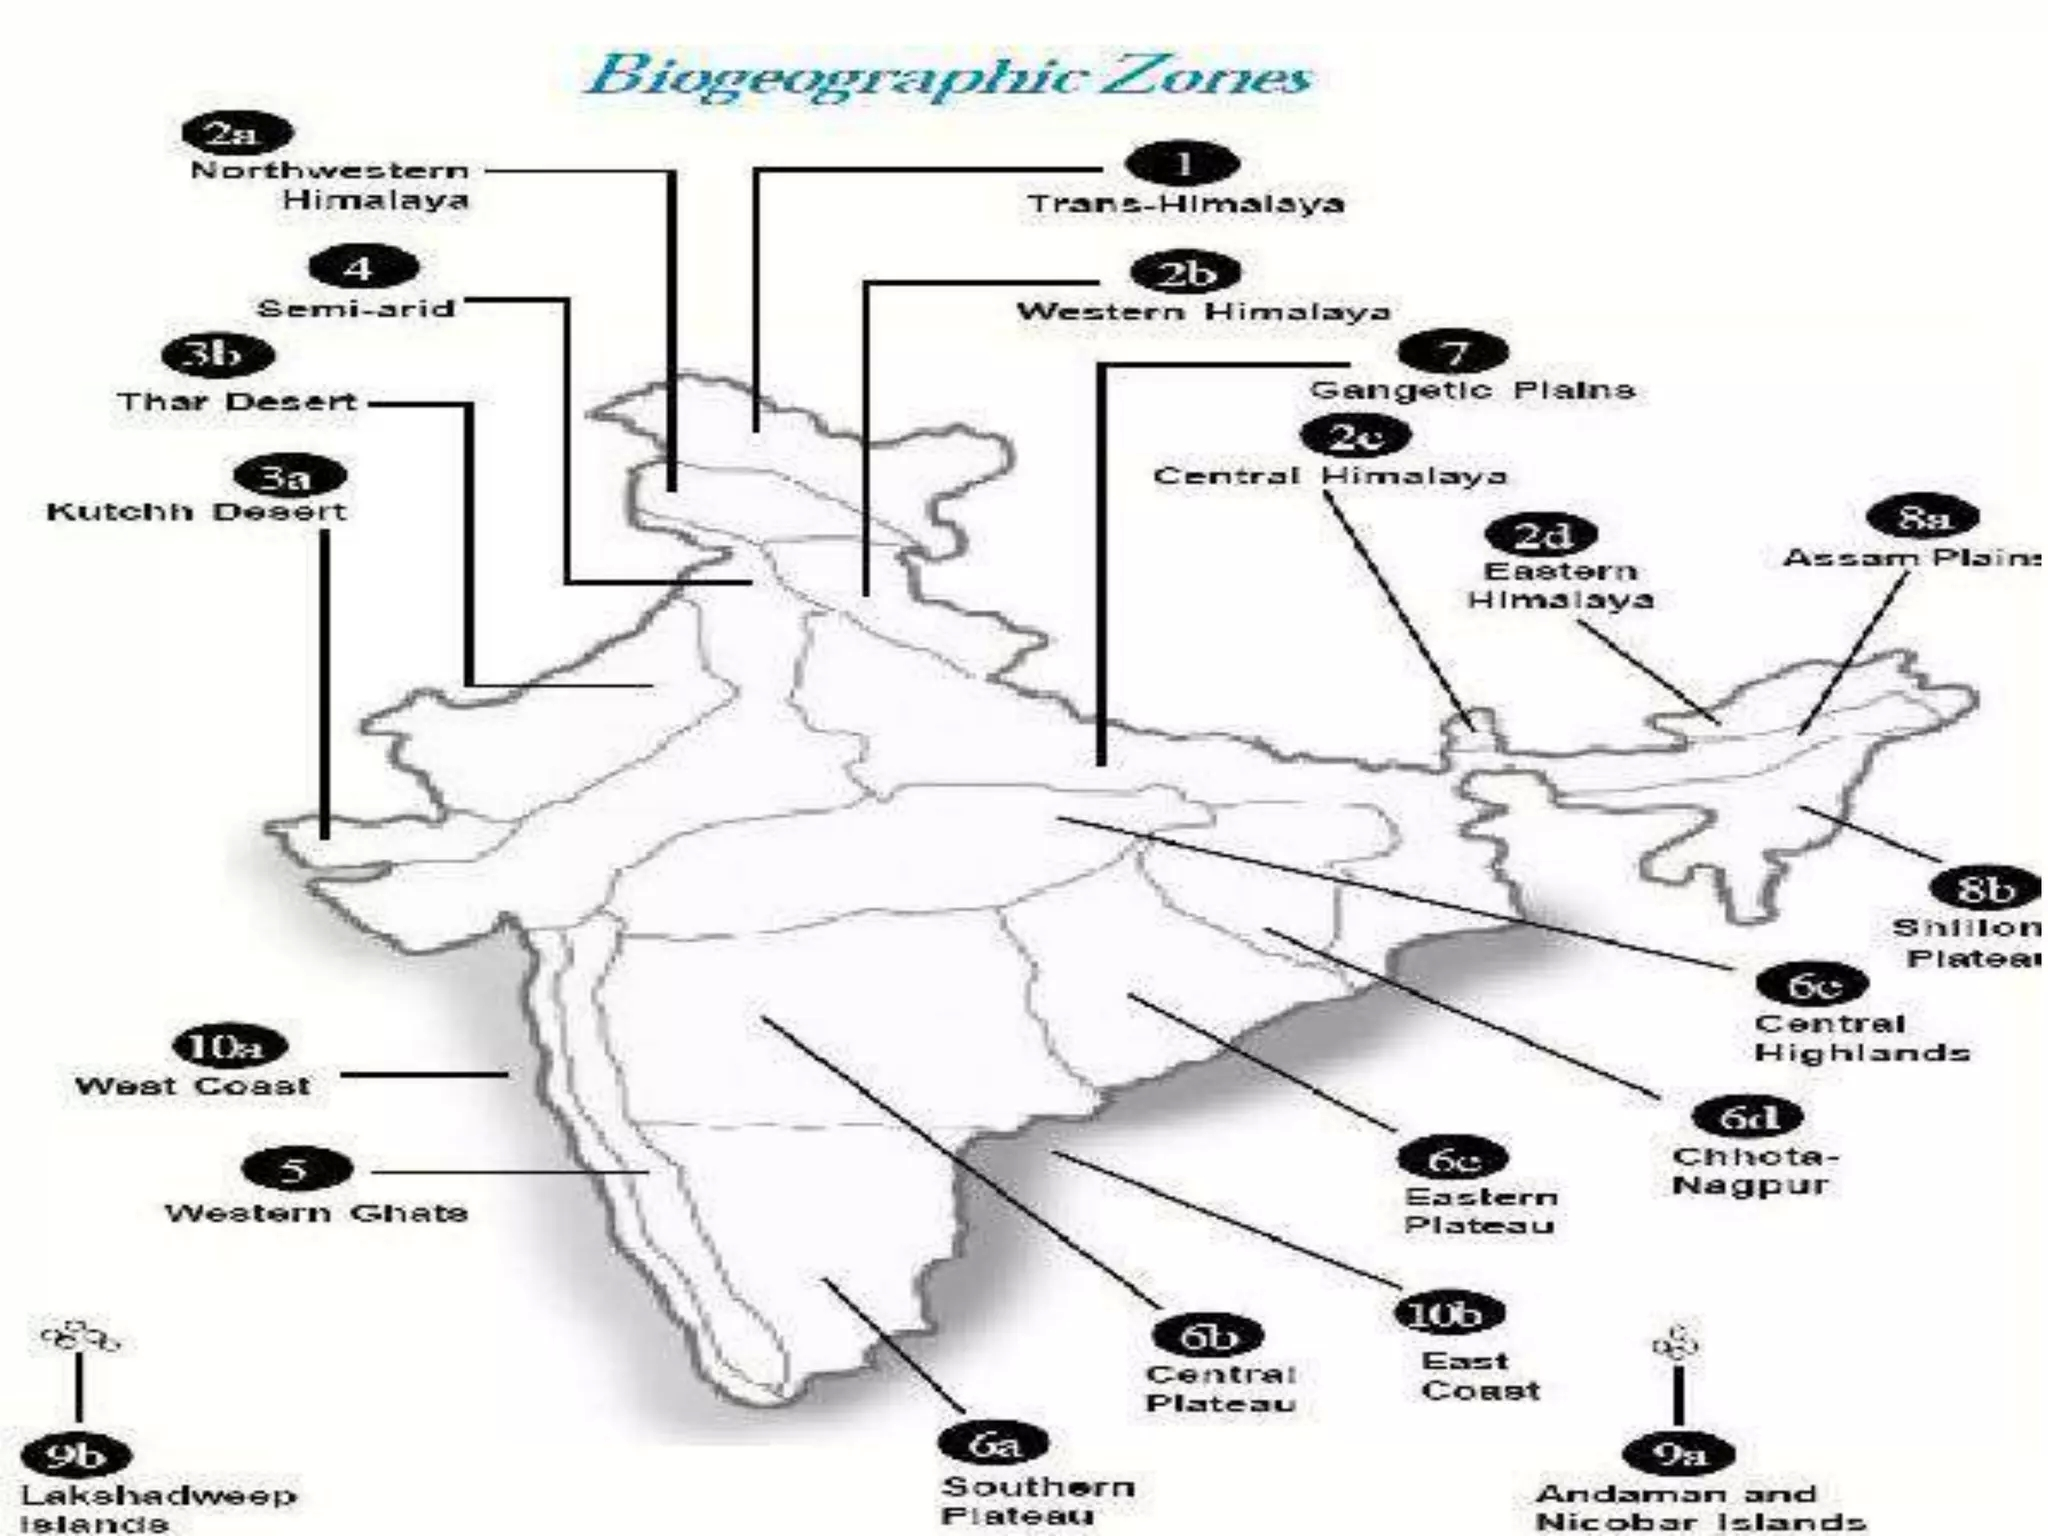 Biogeographic Zones
2a
Northwestern
Himalaya
1
Trans-Himalaya
4
Semi-arid
2b
Western Himalaya
3b
Thar Desert
7
Gangetic Plains
3a
Kutchh Desert
2c
Central Himalaya
2d
Eastern
Himalaya
8a
Assam Plains
8b
Shillon
Plateau
6e
Central
Highlands
10a
West Coast
6d
Chhota-
Nagpur
5
Western Ghats
6c
Eastern
Plateau
10b
East
Coast
6b
Central
Plateau
6a
Southern
Plateau
9b
Lakshadweep
Islands
9a
Andaman and
Nicobar Islands